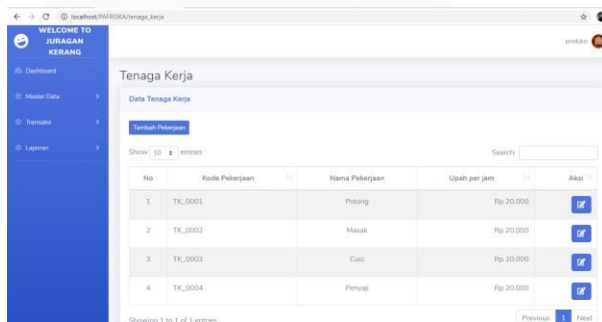 localhost/PAFRISKA/tenaga_kerja
WELCOME TO
JURAGAN
KERANG
produksi
Dashboard
Master Data
Transaksi
Laporan
Tenaga Kerja
Data Tenaga Kerja
Tambah Pekerjaan
Show 10 entries Search:
No Kode Pekerjaan Nama Pekerjaan Upah per jam Aksi
1 TK_0001 Potong Rp 20.000
2 TK_0002 Masak Rp 20.000
3 TK_0003 Cuci Rp 20.000
4 TK_0004 Penyaji Rp 20.000
Showing 1 to 1 of 1 entries Previous 1 Next